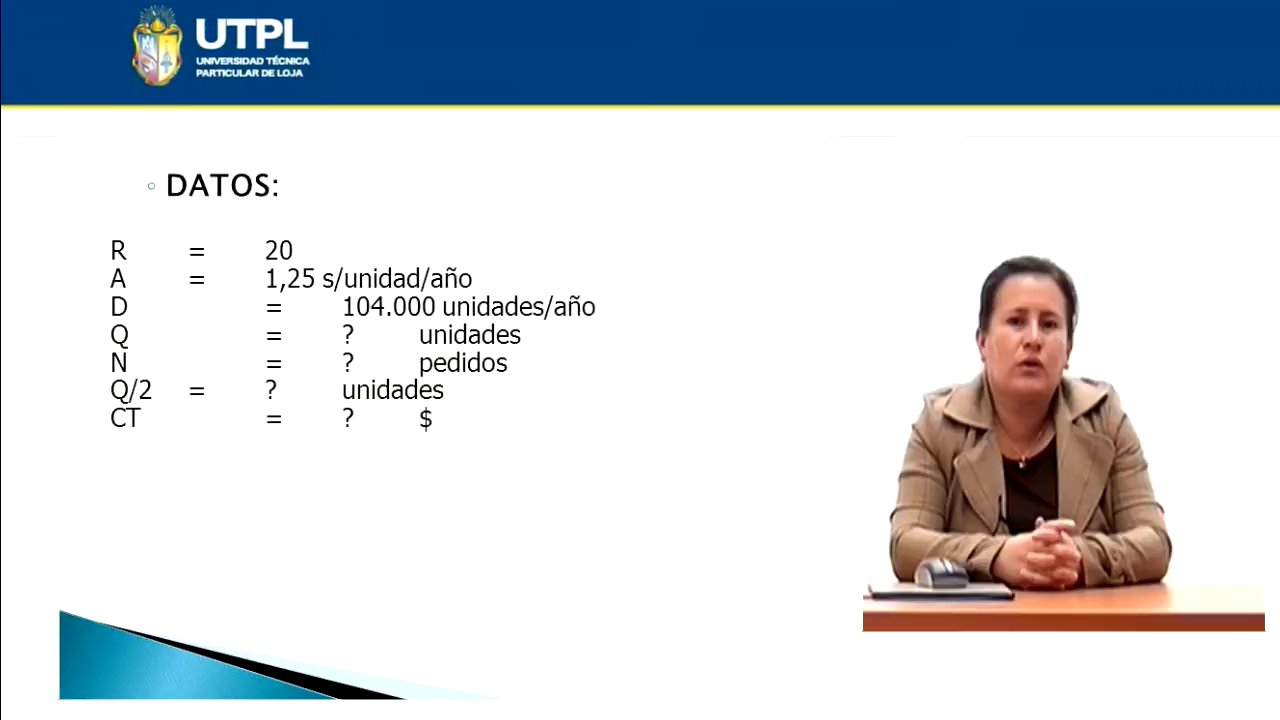 UTPL
UNIVERSIDAD TÉCNICA
PARTICULAR DE LOJA
DATOS:
R = 20
A = 1,25 s/unidad/año
D = 104.000 unidades/año
Q = ? unidades
N = ? pedidos
Q/2 = ? unidades
CT = ? $